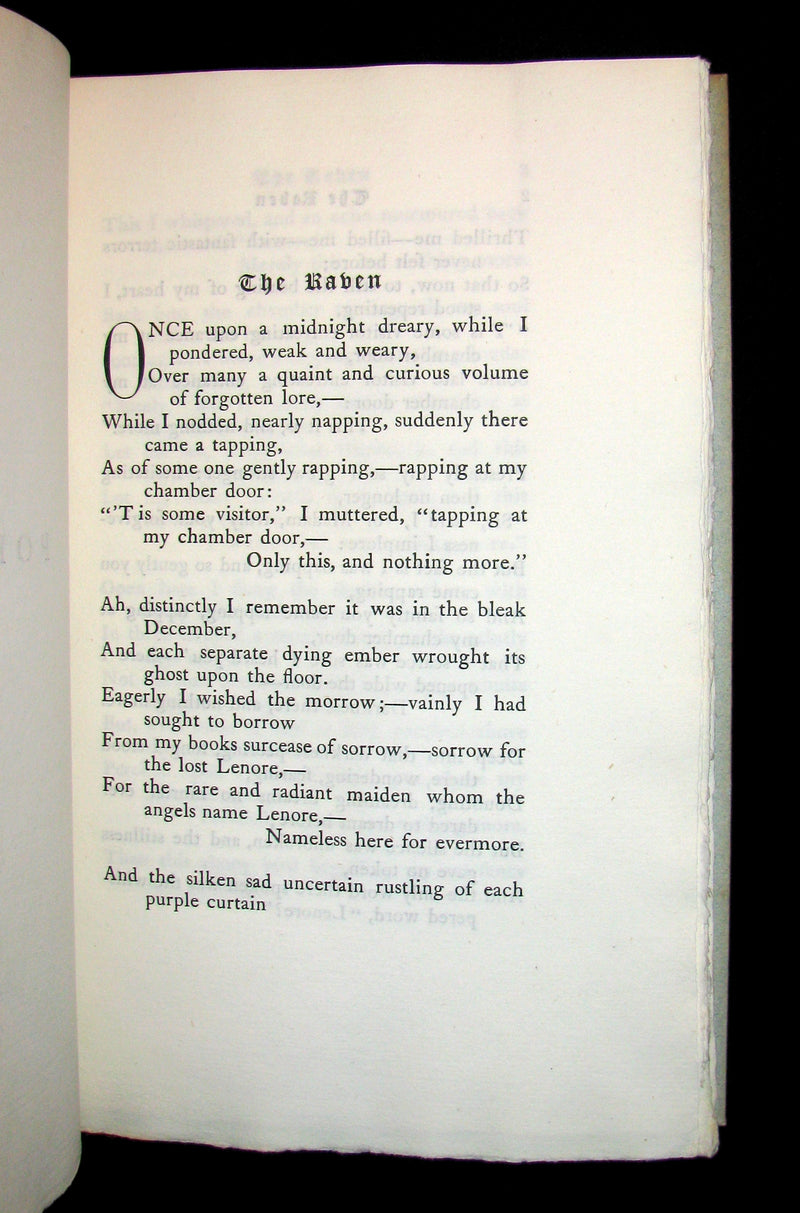 The Raven
ONCE upon a midnight dreary, while I
pondered, weak and weary,
Over many a quaint and curious volume
of forgotten lore,—
While I nodded, nearly napping, suddenly there
came a tapping,
As of some one gently rapping,—rapping at my
chamber door:
“’T is some visitor,” I muttered, “tapping at
my chamber door,—
Only this, and nothing more.”
Ah, distinctly I remember it was in the bleak
December,
And each separate dying ember wrought its
ghost upon the floor.
Eagerly I wished the morrow;—vainly I had
sought to borrow
From my books surcease of sorrow,—sorrow for
the lost Lenore,—
For the rare and radiant maiden whom the
angels name Lenore,—
Nameless here for evermore.
And the silken sad uncertain rustling of each
purple curtain